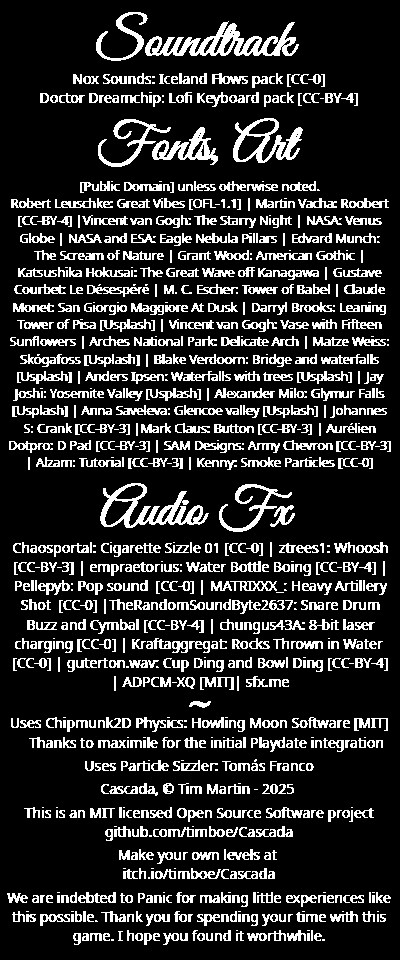 Soundtrack
Nox Sounds: Iceland Flows pack [CC-0]
Doctor Dreamchip: Lofi Keyboard pack [CC-BY-4]
Fonts, Art
[Public Domain] unless otherwise noted.
Robert Leuschke: Great Vibes [OFL-1.1] | Martin Vacha: Roobert
[CC-BY-4] |Vincent van Gogh: The Starry Night | NASA: Venus
Globe | NASA and ESA: Eagle Nebula Pillars | Edvard Munch:
The Scream of Nature | Grant Wood: American Gothic |
Katsushika Hokusai: The Great Wave off Kanagawa | Gustave
Courbet: Le Désespéré | M. C. Escher: Tower of Babel | Claude
Monet: San Giorgio Maggiore At Dusk | Darryl Brooks: Leaning
Tower of Pisa [Usplash] | Vincent van Gogh: Vase with Fifteen
Sunflowers | Arches National Park: Delicate Arch | Matze Weiss:
Skógafoss [Usplash] | Blake Verdoorn: Bridge and waterfalls
[Usplash] | Anders Ipsen: Waterfalls with trees [Usplash] | Jay
Joshi: Yosemite Valley [Usplash] | Alexander Milo: Glymur Falls
[Usplash] | Anna Saveleva: Glencoe valley [Usplash] | Johannes
S: Crank [CC-BY-3] |Mark Claus: Button [CC-BY-3] | Aurélien
Dotpro: D Pad [CC-BY-3] | SAM Designs: Army Chevron [CC-BY-3]
| Alzam: Tutorial [CC-BY-3] | Kenny: Smoke Particles [CC-0]
Audio Fx
Chaosportal: Cigarette Sizzle 01 [CC-0] | ztrees1: Whoosh
[CC-BY-3] | empraetorius: Water Bottle Boing [CC-BY-4] |
Pellepyb: Pop sound [CC-0] | MATRIXXX_: Heavy Artillery
Shot [CC-0] |TheRandomSoundByte2637: Snare Drum
Buzz and Cymbal [CC-BY-4] | chungus43A: 8-bit laser
charging [CC-0] | Kraftaggregat: Rocks Thrown in Water
[CC-0] | guterton.wav: Cup Ding and Bowl Ding [CC-BY-4]
| ADPCM-XQ [MIT]| sfx.me
~
Uses Chipmunk2D Physics: Howling Moon Software [MIT]
Thanks to maximile for the initial Playdate integration
Uses Particle Sizzler: Tomás Franco
Cascada, © Tim Martin - 2025
This is an MIT licensed Open Source Software project
github.com/timboe/Cascada
Make your own levels at
itch.io/timboe/Cascada
We are indebted to Panic for making little experiences like
this possible. Thank you for spending your time with this
game. I hope you found it worthwhile.